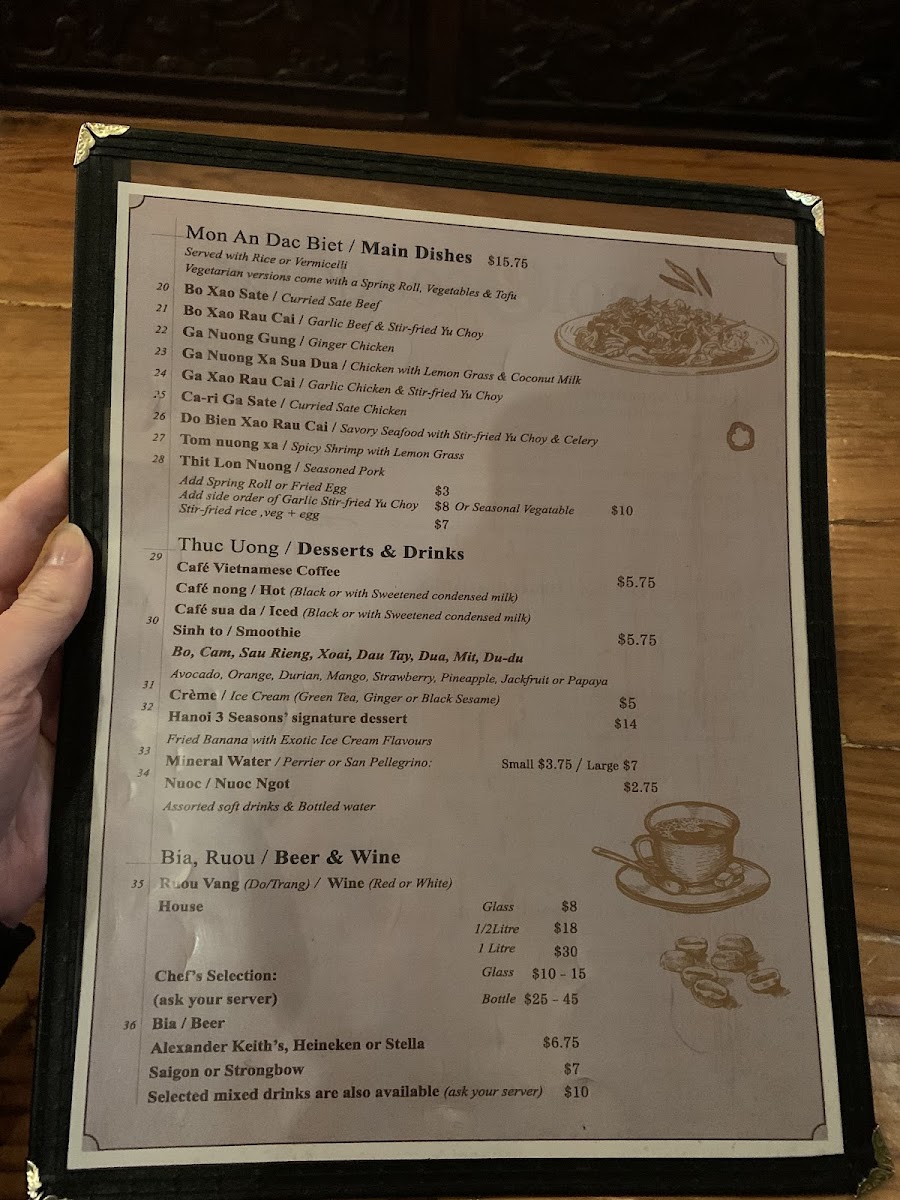 Mon An Dac Biet / Main Dishes $15.75
Served with Rice or Vermicelli
Vegetarian versions come with a Spring Roll, Vegetables & Tofu
20 Bo Xao Sate / Curried Sate Beef
21 Bo Xao Rau Cai / Garlic Beef & Stir-fried Yu Choy
22 Ga Nuong Gung / Ginger Chicken
23 Ga Nuong Xa Sua Dua / Chicken with Lemon Grass & Coconut Milk
24 Ga Xao Rau Cai / Garlic Chicken & Stir-fried Yu Choy
25 Ca-ri Ga Sate / Curried Sate Chicken
26 Do Bien Xao Rau Cai / Savory Seafood with Stir-fried Yu Choy & Celery
27 Tom nuong xa / Spicy Shrimp with Lemon Grass
28 Thit Lon Nuong / Seasoned Pork
Add Spring Roll or Fried Egg $3
Add side order of Garlic Stir-fried Yu Choy $8 Or Seasonal Vegatable $10
Stir-fried rice ,veg + egg $7
Thuc Uong / Desserts & Drinks
29 Café Vietnamese Coffee $5.75
Café nong / Hot (Black or with Sweetened condensed milk)
Café sua da / Iced (Black or with Sweetened condensed milk)
30 Sinh to / Smoothie $5.75
Bo, Cam, Sau Rieng, Xoai, Dau Tay, Dua, Mit, Du-du
Avocado, Orange, Durian, Mango, Strawberry, Pineapple, Jackfruit or Papaya
31 Crème / Ice Cream (Green Tea, Ginger or Black Sesame) $5
32 Hanoi 3 Seasons' signature dessert $14
Fried Banana with Exotic Ice Cream Flavours
33 Mineral Water / Perrier or San Pellegrino: Small $3.75 / Large $7
34 Nuoc / Nuoc Ngot $2.75
Assorted soft drinks & Bottled water
Bia, Ruou / Beer & Wine
35 Ruou Vang (Do/Trang) / Wine (Red or White)
House Glass $8
1/2Litre $18
1 Litre $30
Chef's Selection: Glass $10 - 15
(ask your server) Bottle $25 - 45
36 Bia / Beer
Alexander Keith's, Heineken or Stella $6.75
Saigon or Strongbow $7
Selected mixed drinks are also available (ask your server) $10